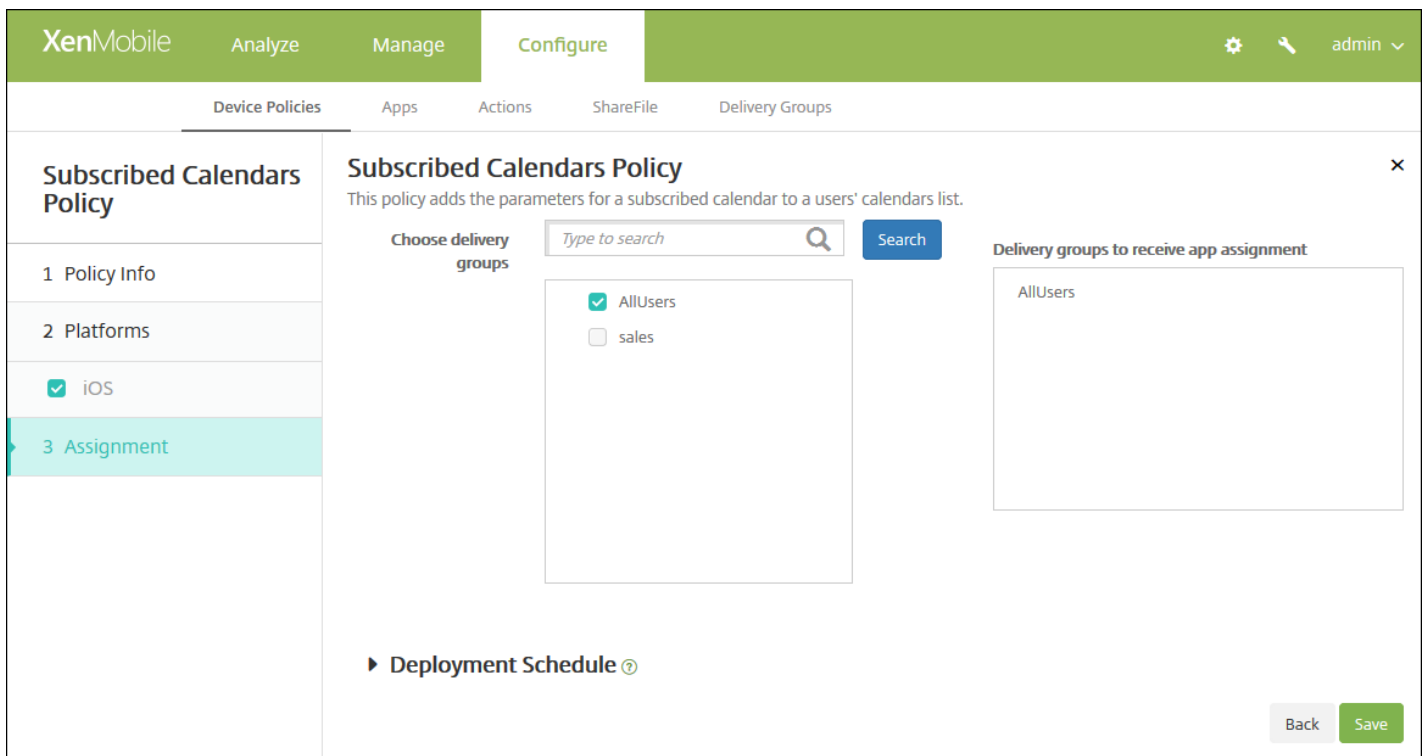 XenMobile Analyze Manage Configure admin
Device Policies Apps Actions ShareFile Delivery Groups
Subscribed Calendars
Policy
1 Policy Info
2 Platforms
iOS
3 Assignment
Subscribed Calendars Policy
This policy adds the parameters for a subscribed calendar to a users' calendars list.
Choose delivery
groups
Type to search
Search
AllUsers
sales
Delivery groups to receive app assignment
AllUsers
Deployment Schedule ?
Back Save